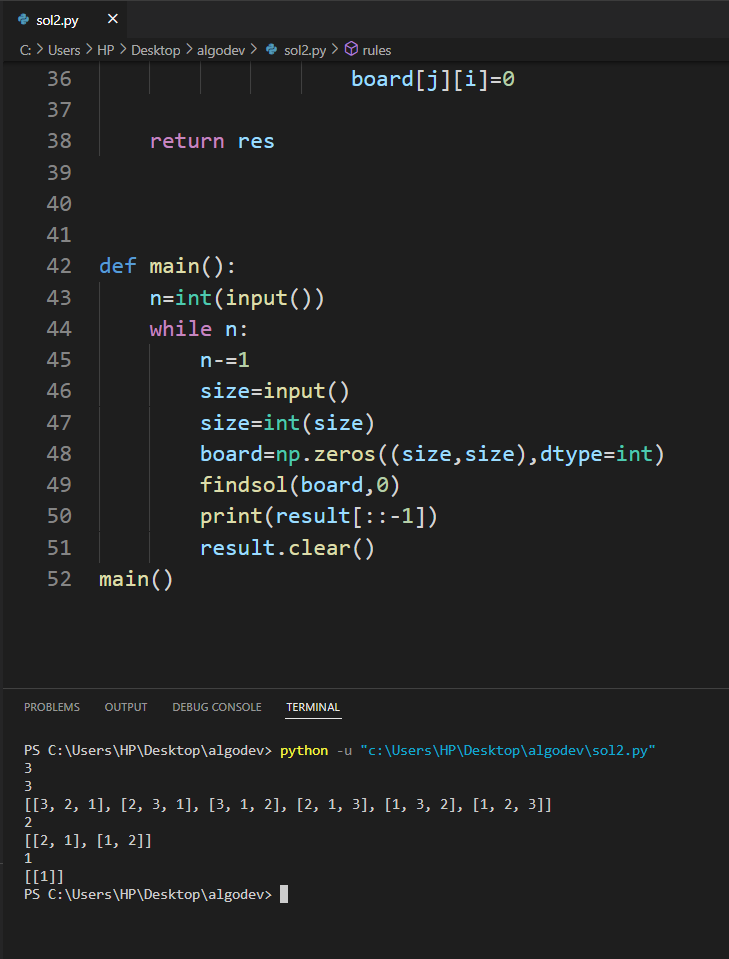 sol2.py ×
C: > Users > HP > Desktop > algodev > sol2.py > rules
36 board[j][i]=0
37
38 return res
39
40
41
42 def main():
43 n=int(input())
44 while n:
45 n-=1
46 size=input()
47 size=int(size)
48 board=np.zeros((size,size),dtype=int)
49 findsol(board,0)
50 print(result[::-1])
51 result.clear()
52 main()
PROBLEMS OUTPUT DEBUG CONSOLE TERMINAL
PS C:\Users\HP\Desktop\algodev> python -u "c:\Users\HP\Desktop\algodev\sol2.py"
3
3
[[3, 2, 1], [2, 3, 1], [3, 1, 2], [2, 1, 3], [1, 3, 2], [1, 2, 3]]
2
[[2, 1], [1, 2]]
1
[[1]]
PS C:\Users\HP\Desktop\algodev>